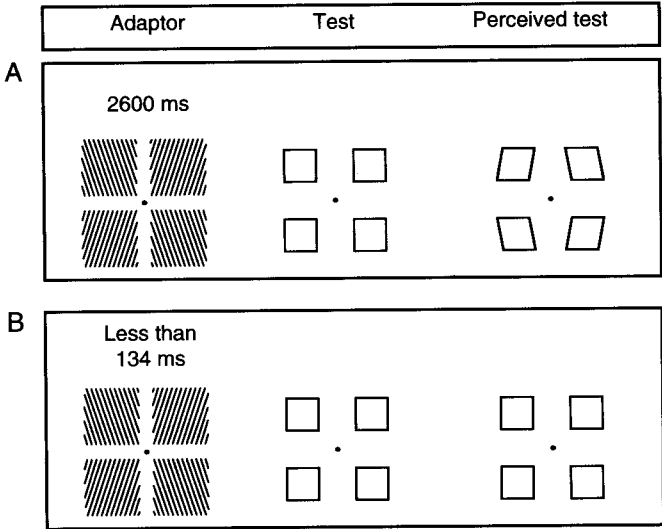 Adaptor Test Perceived test
A
2600 ms
B
Less than
134 ms